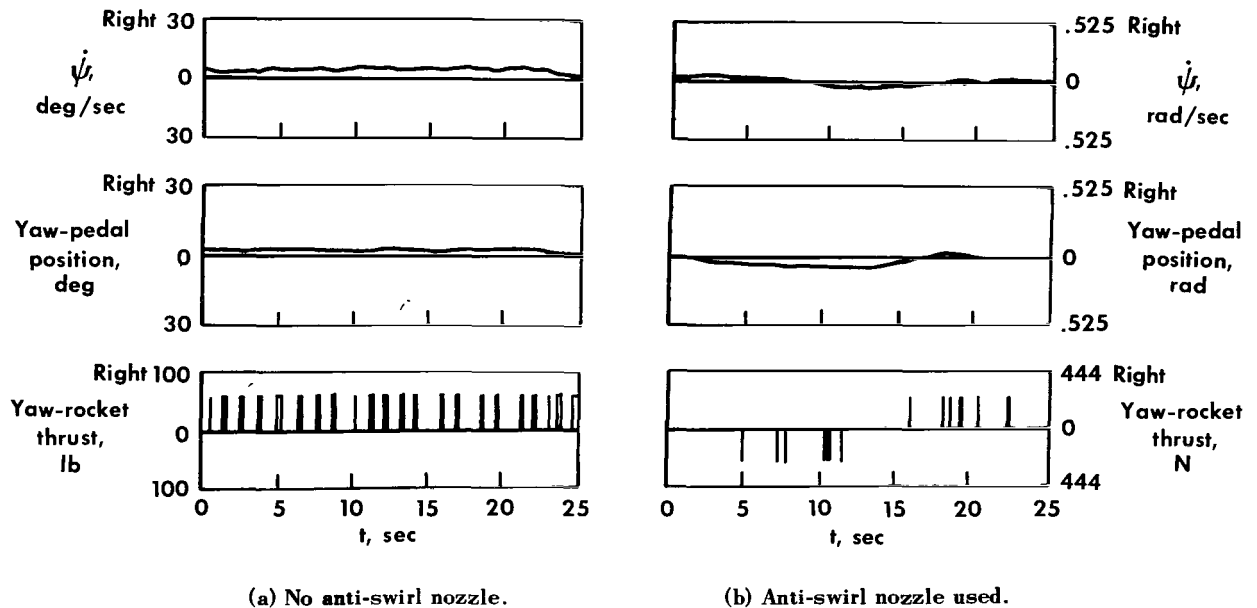 Right 30
ψ̇,
deg/sec
0
30
.525 Right
0
ψ̇,
rad/sec
.525
Right 30
Yaw-pedal
position,
deg
0
30
.525
Right
Yaw-pedal
position,
rad
0
.525
Right 100
Yaw-rocket
thrust,
lb
0
100
0 5 10 15 20 25
t, sec
444 Right
Yaw-rocket
thrust,
N
0
444
0 5 10 15 20 25
t, sec
(a) No anti-swirl nozzle.
(b) Anti-swirl nozzle used.